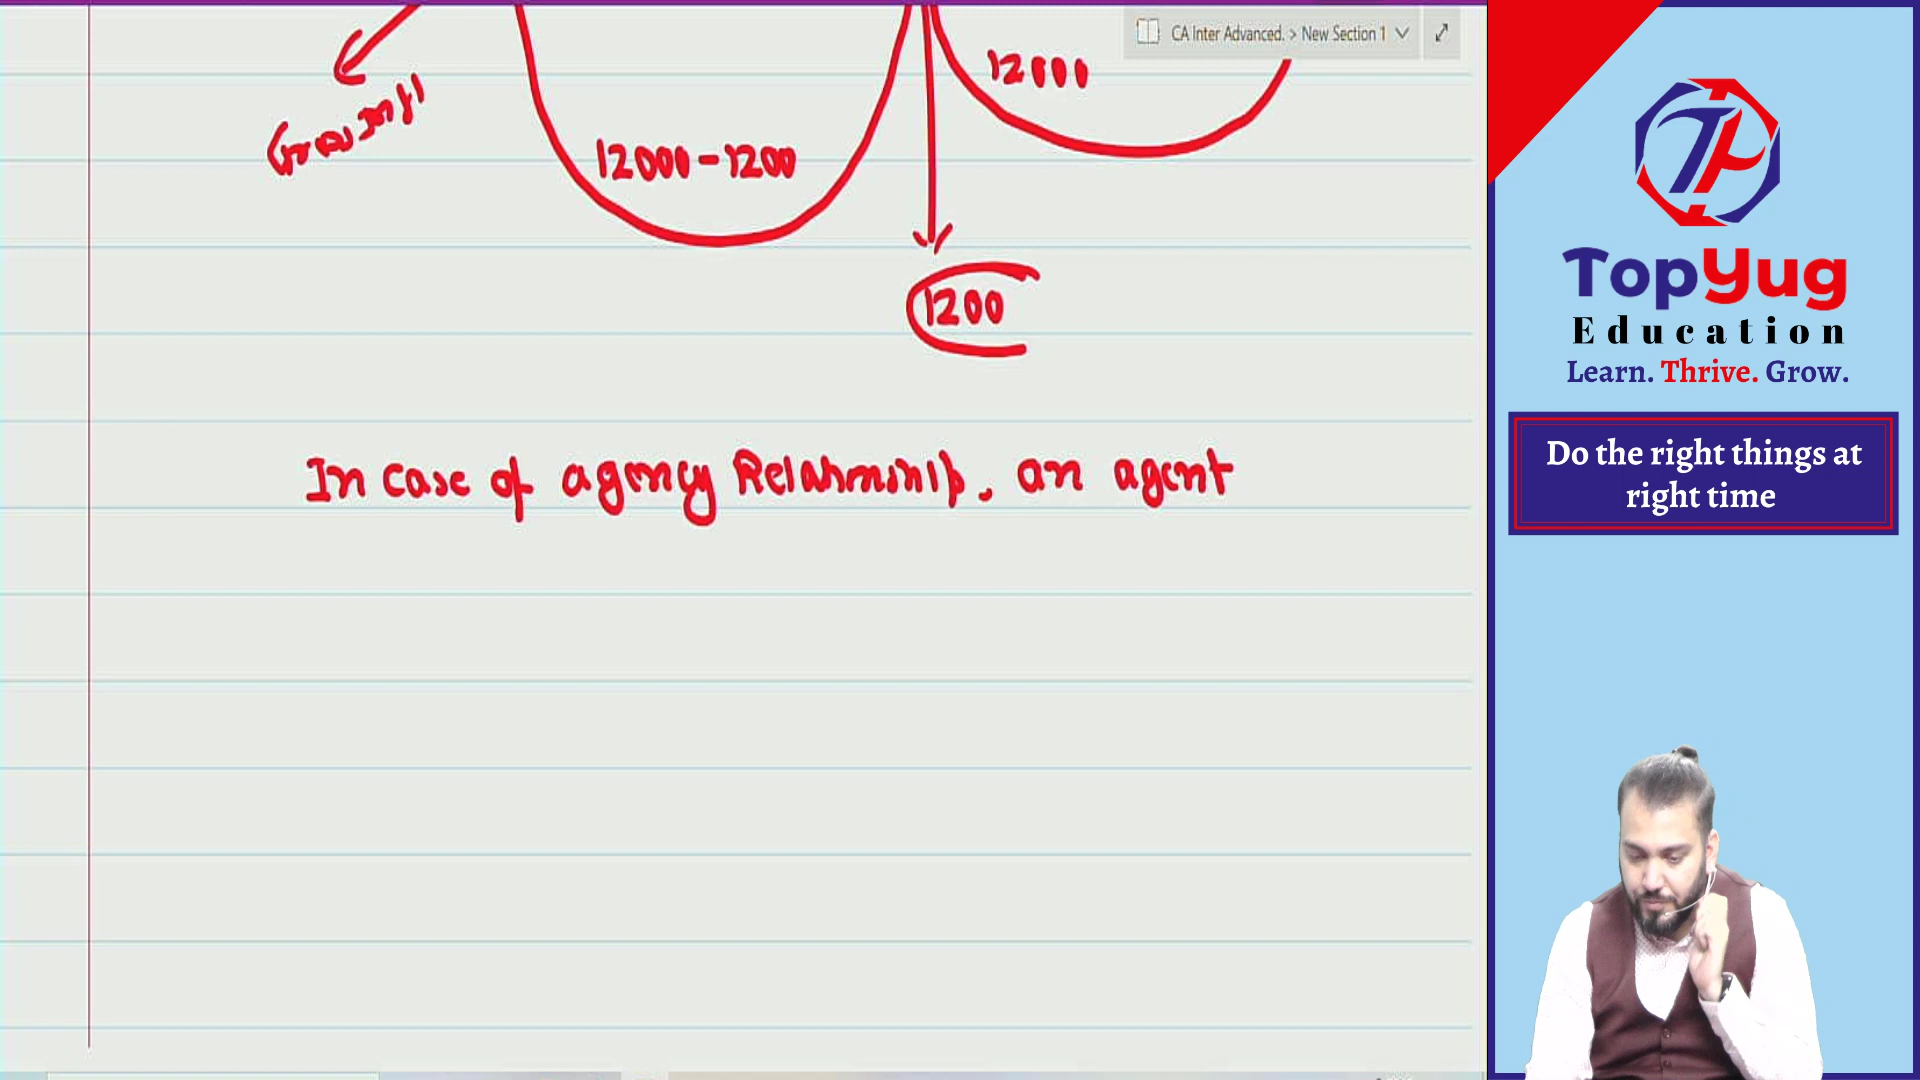 CA Inter Advanced. > New Section 1
12000
12000-1200
1200
In case of agency Relationship, an agent
TopYug
Education
Learn. Thrive. Grow.
Do the right things at
right time